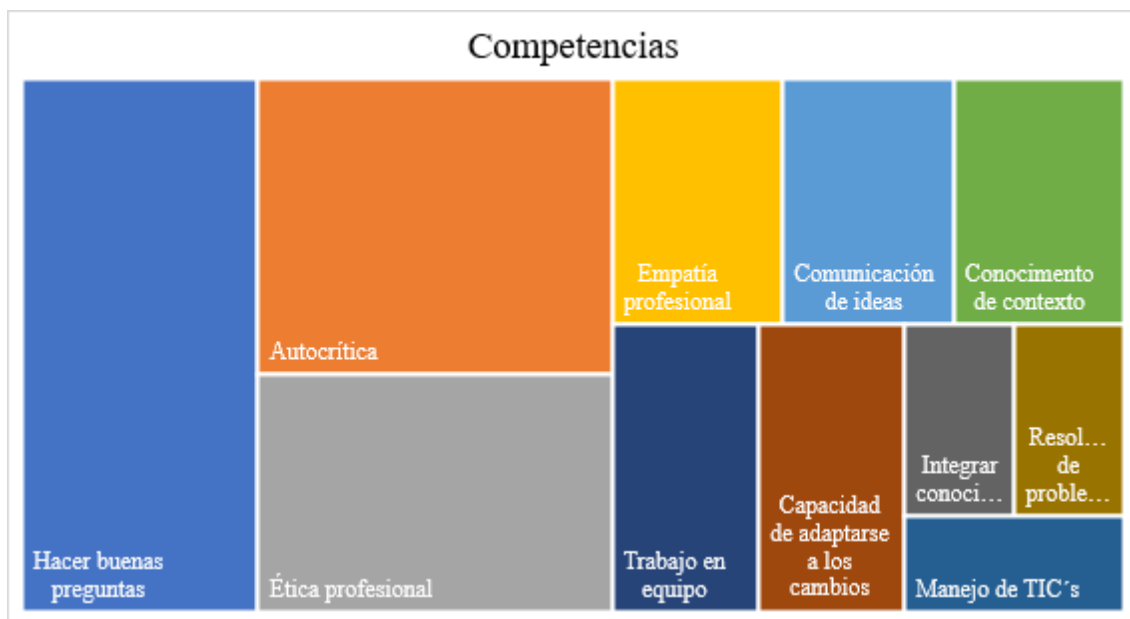 Competencias
Hacer buenas
preguntas
Autocrítica
Ética profesional
Empatía
profesional
Comunicación
de ideas
Conocimento
de contexto
Trabajo en
equipo
Capacidad
de adaptarse
a los
cambios
Integrar
conoci...
Resol...
de
proble...
Manejo de TIC´s